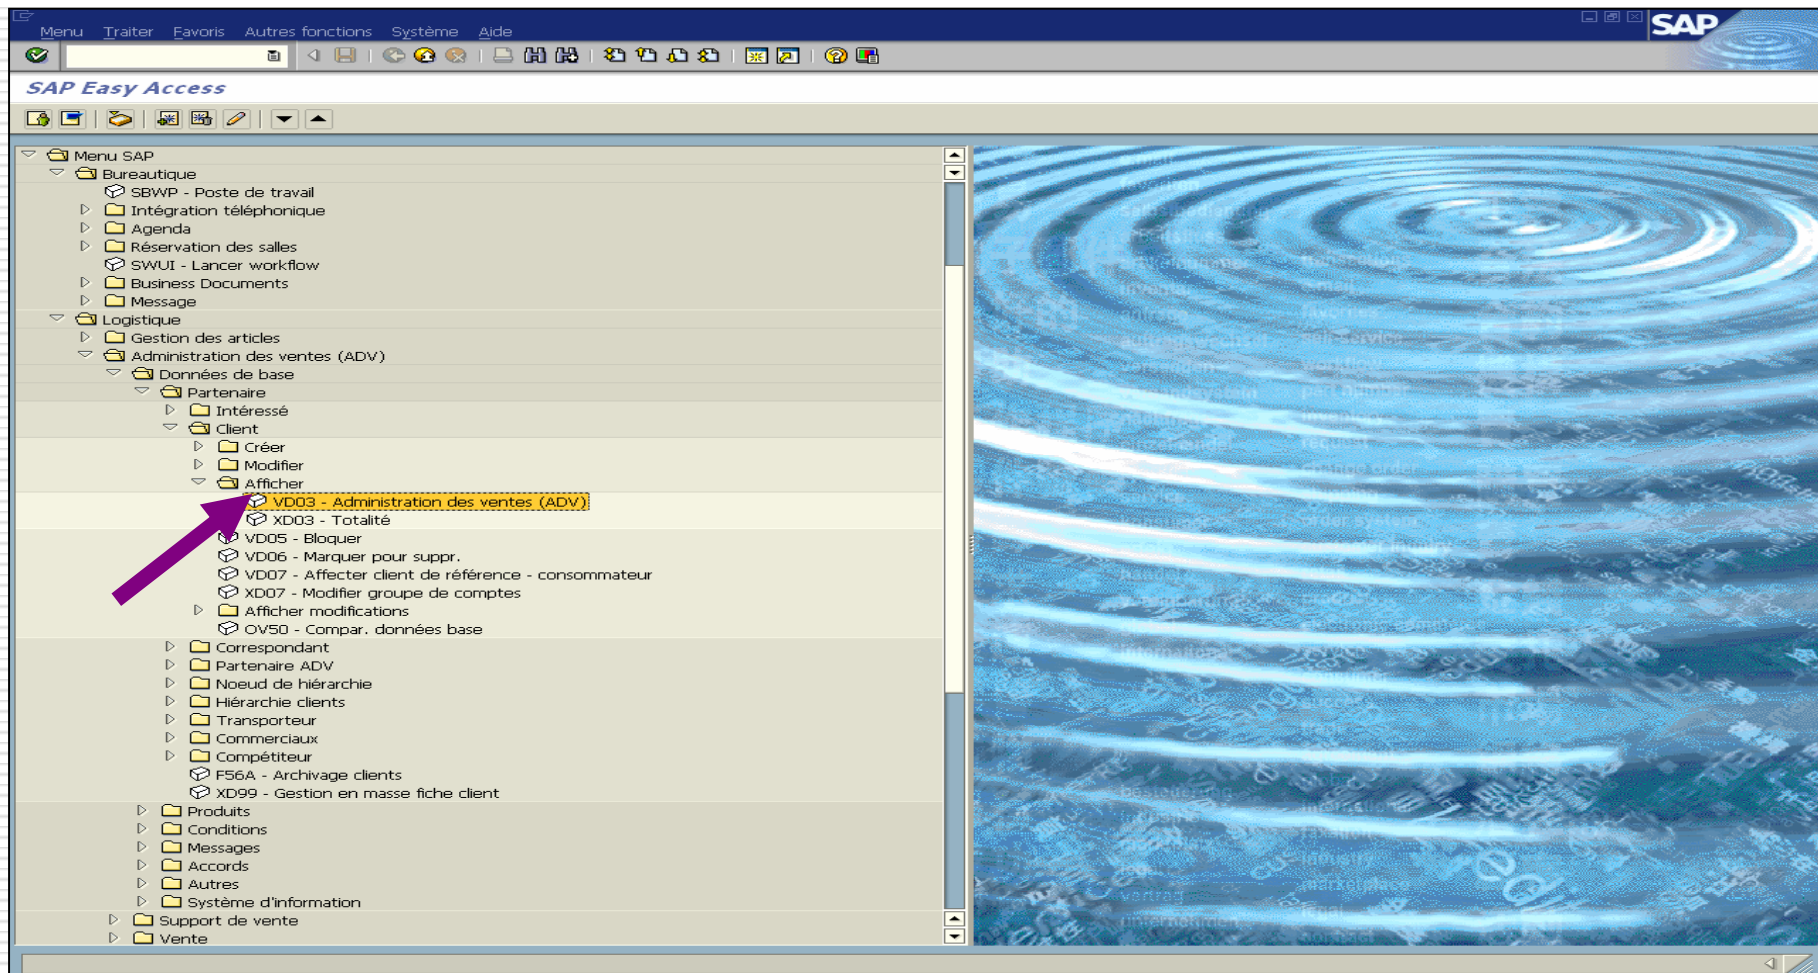 Menu Traiter Favoris Autres fonctions Système Aide
SAP
SAP Easy Access
Menu SAP
Bureautique
SBWP - Poste de travail
Intégration téléphonique
Agenda
Réservation des salles
SWUI - Lancer workflow
Business Documents
Message
Logistique
Gestion des articles
Administration des ventes (ADV)
Données de base
Partenaire
Intéressé
Client
Créer
Modifier
Afficher
VD03 - Administration des ventes (ADV)
XD03 - Totalité
VD05 - Bloquer
VD06 - Marquer pour suppr.
VD07 - Affecter client de référence - consommateur
XD07 - Modifier groupe de comptes
Afficher modifications
OV50 - Compar. données base
Correspondant
Partenaire ADV
Noeud de hiérarchie
Hiérarchie clients
Transporteur
Commerciaux
Compétiteur
F56A - Archivage clients
XD99 - Gestion en masse fiche client
Produits
Conditions
Messages
Accords
Autres
Système d'information
Support de vente
Vente